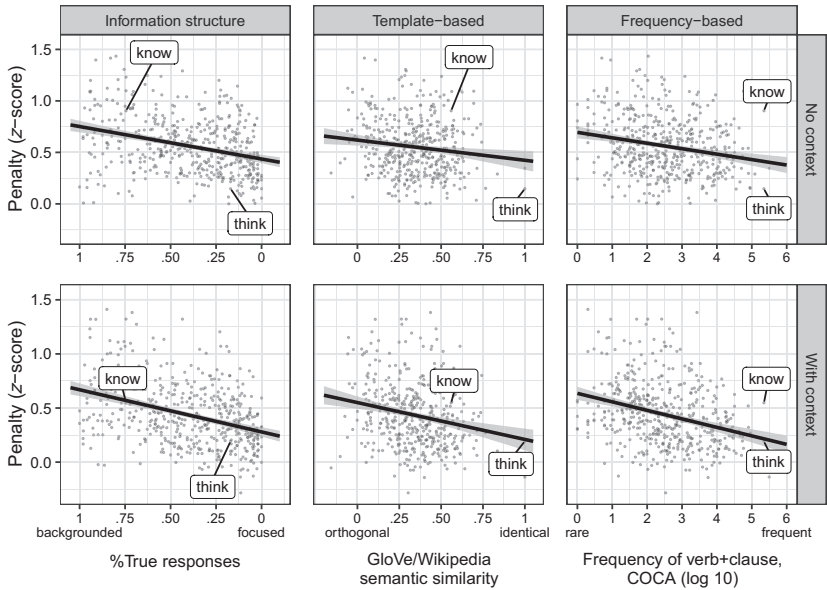 Information structure
Template−based
Frequency−based
No context
With context
Penalty (z−score)
1.5
1.0
0.5
0.0
know
think
know
think
know
think
1 .75 .50 .25 0
0 .25 .50 .75 1
0 1 2 3 4 5 6
Penalty (z−score)
1.5
1.0
0.5
0.0
know
think
know
think
know
think
1 .75 .50 .25 0
backgrounded focused
0 .25 .50 .75 1
orthogonal identical
0 1 2 3 4 5 6
rare frequent
%True responses
GloVe/Wikipedia
semantic similarity
Frequency of verb+clause,
COCA (log 10)